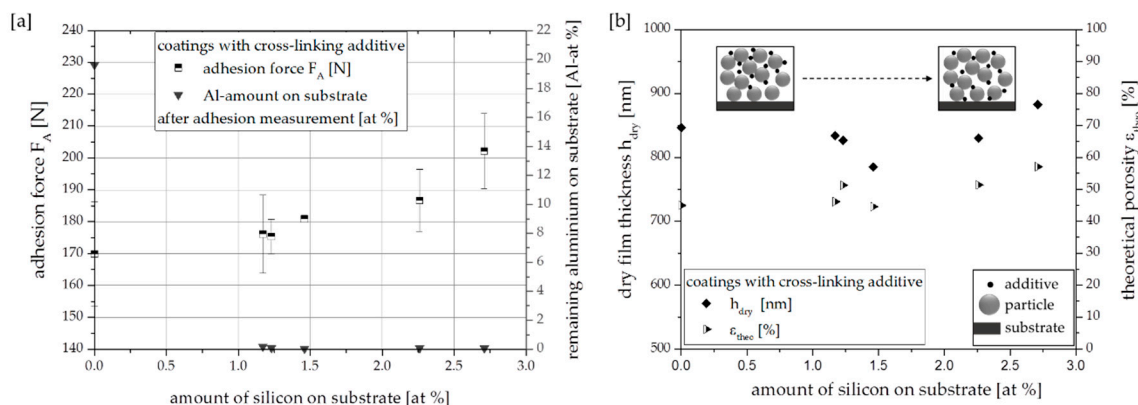 [a]
240
230
220
210
200
190
180
170
160
150
140
adhesion force F_A [N]
coatings with cross-linking additive
adhesion force F_A [N]
Al-amount on substrate
after adhesion measurement [at %]
22
20
18
16
14
12
10
8
6
4
2
0
remaining aluminium on substrate [Al-at %]
0.0 0.5 1.0 1.5 2.0 2.5 3.0
amount of silicon on substrate [at %]
[b]
1000
900
800
700
600
500
dry film thickness h_dry [nm]
coatings with cross-linking additive
h_dry [nm]
ε_theo [%]
additive
particle
substrate
100
90
80
70
60
50
40
30
20
10
0
theoretical porosity ε_theo [%]
0.0 0.5 1.0 1.5 2.0 2.5 3.0
amount of silicon on substrate [at %]